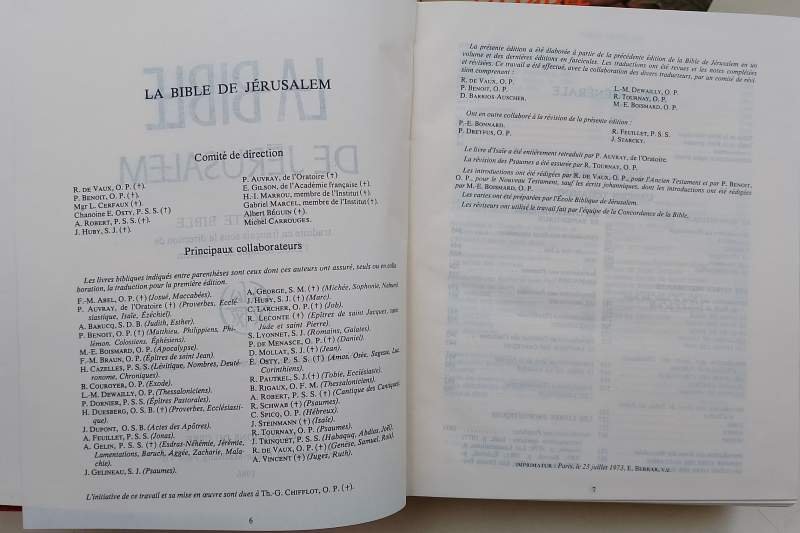 LA BIBLE DE JÉRUSALEM
Comité de direction
R. DE VAUX, O. P. (†).
P. BENOIT, O. P. (†).
Mgr L. CERFAUX (†).
Chanoine E. OSTY, P. S. S. (†)
A. ROBERT, P. S. S. (†).
J. HUBY, S. J. (†).
P. AUVRAY, de l'Oratoire (†)
E. GILSON, de l'Académie française (†).
H.-I. MARROU, membre de l'Institut (†).
Gabriel MARCEL, membre de l'Institut (†).
Albert BÉGUIN (†).
Michel CARROUGES.
Principaux collaborateurs
Les livres bibliques indiqués entre parenthèses sont ceux dont ces auteurs ont assuré, seuls ou en colla
boration, la traduction pour la première édition.
F.-M. ABEL, O. P. (†) (Josué, Maccabées).
P. AUVRAY, de l'Oratoire (†) (Proverbes, Ecclé-
siastique, Isaïe, Ézéchiel).
A. BARUCQ, S. D. B. (Judith, Esther).
P. BENOIT, O. P. (†) (Matthieu, Philippiens, Phi-
lémon, Colossiens, Éphésiens).
M.-E. BOISMARD, O. P. (Apocalypse).
F.-M. BRAUN, O. P. (Épîtres de saint Jean).
H. CAZELLES, P. S. S. (Lévitique, Nombres, Deuté-
ronome, Chroniques).
B. COUROYER, O. P. (Exode).
L.-M. DEWAILLY, O. P. (Thessaloniciens).
P. DORNIER, P. S. S. (Épîtres Pastorales).
H. DUESBERG, O. S. B. (†) (Proverbes, Ecclésiasti-
que).
J. DUPONT, O. S. B. (Actes des Apôtres).
A. FEUILLET, P. S. S. (Jonas).
A. GELIN, P. S. S. (†) (Esdras-Néhémie, Jérémie,
Lamentations, Baruch, Aggée, Zacharie, Mala-
chie).
J. GELINEAU, S. J. (Psaumes).
A. GEORGE, S. M. (†) (Michée, Sophonie, Nahum).
J. HUBY, S. J. (†) (Marc).
C. LARCHER, O. P. (†) (Job).
R. LECONTE (†) (Épîtres de saint Jacques, saint
Jude et saint Pierre).
S. LYONNET, S. J. (Romains, Galates).
P. DE MENASCE, O. P. (†) (Daniel).
D. MOLLAT, S. J. (†) (Jean).
E. OSTY, P. S. S. (†) (Amos, Osée, Sagesse, Luc,
Corinthiens).
R. PAUTREL, S. J. (†) (Tobie, Ecclésiaste).
B. RIGAUX, O. F. M. (Thessaloniciens).
A. ROBERT, P. S. S. (†) (Cantique des Cantiques)
R. SCHWAB (†) (Psaumes).
C. SPICQ, O. P. (Hébreux).
J. STEINMANN (†) (Isaïe).
R. TOURNAY, O. P. (Psaumes).
J. TRINQUET, P. S. S. (Habaquq, Abdias, Joël).
R. DE VAUX, O. P. (†) (Genèse, Samuel, Rois).
A. VINCENT (†) (Juges, Ruth).
L'initiative de ce travail et sa mise en œuvre sont dues à Th.-G. CHIFFLOT, O. P. (†).
6
La présente édition a été élaborée à partir de la précédente édition de la Bible de Jérusalem en un
volume et des dernières éditions en fascicules. Les traductions ont été revues et les notes complétées
et révisées. Ce travail a été effectué, avec la collaboration des divers traducteurs, par un comité de révi-
sion comprenant :
R. DE VAUX, O. P.
P. BENOIT, O. P.
D. BARRIOS-AUSCHER.
L.-M. DEWAILLY, O. P.
R. TOURNAY, O. P.
M.-E. BOISMARD, O. P.
Ont en outre collaboré à la révision de la présente édition :
P.-E. BONNARD.
P. DREYFUS, O. P.
R. FEUILLET, P. S. S.
J. STARCKY.
Le livre d'Isaïe a été entièrement retraduit par P. AUVRAY, de l'Oratoire.
La révision des Psaumes a été assurée par R. TOURNAY, O. P.
Les introductions ont été rédigées par R. DE VAUX, O. P., pour l'Ancien Testament et par P. BENOIT,
O. P., pour le Nouveau Testament, sauf les écrits johanniques, dont les introductions ont été rédigées
par M.-E. BOISMARD, O. P.
Les cartes ont été préparées par l'École Biblique de Jérusalem.
Les réviseurs ont utilisé le travail fait par l'équipe de la Concordance de la Bible.
IMPRIMATUR : Paris, le 25 juillet 1973, E. BERRAR, v.e.
7